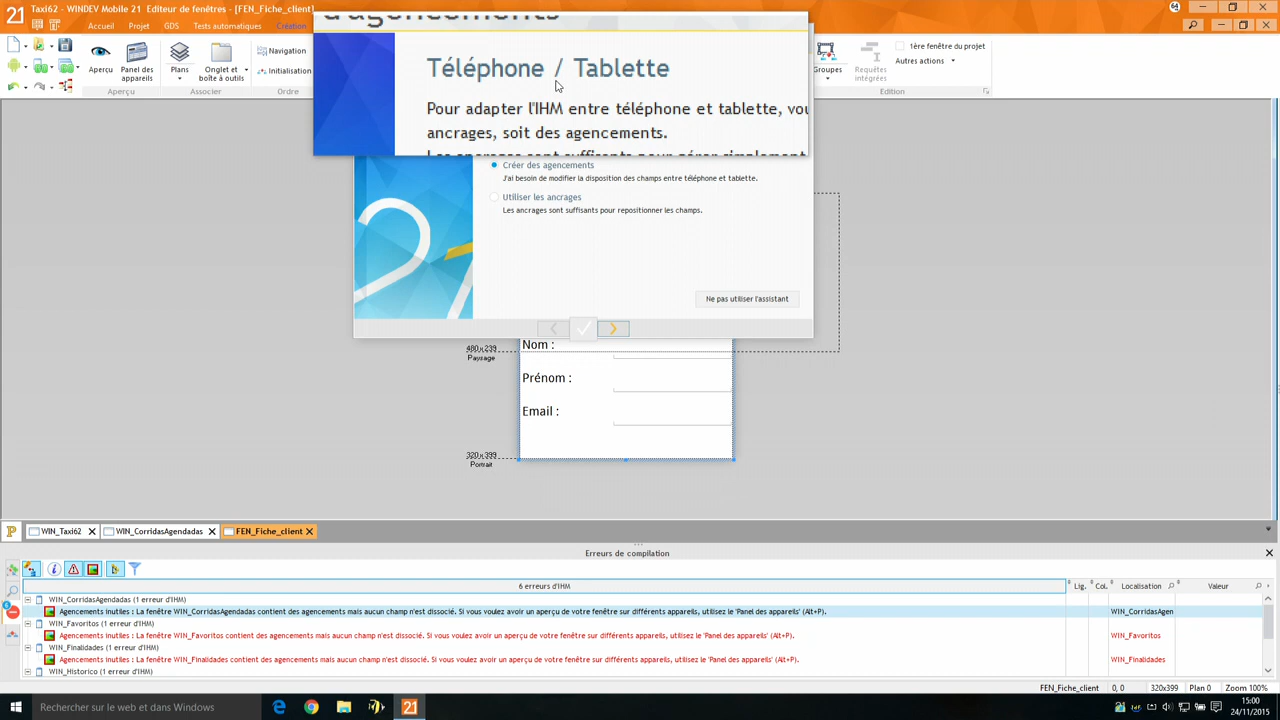 21 Taxi62 - WINDEV Mobile 21 Editeur de fenêtres - [FEN_Fiche_client]
64
Accueil Projet GDS Tests automatiques Création
Aperçu
Panel des appareils
Plans
Onglet et boîte à outils
Navigation
Initialisation
Aperçu Associer Ordre
Groupes
Requêtes intégrées
1ère fenêtre du projet
Autres actions
Edition
d'agencements
Téléphone / Tablette
Pour adapter l'IHM entre téléphone et tablette, vou
ancrages, soit des agencements.
Les ancrages sont suffisants pour gérer simplement
Créer des agencements
J'ai besoin de modifier la disposition des champs entre téléphone et tablette.
Utiliser les ancrages
Les ancrages sont suffisants pour repositionner les champs.
Ne pas utiliser l'assistant
480x239
Paysage
Nom :
Prénom :
Email :
320x399
Portrait
WIN_Taxi62 WIN_CorridasAgendadas FEN_Fiche_client
Erreurs de compilation
6 erreurs d'IHM Lig. Col. Localisation Valeur
WIN_CorridasAgendadas (1 erreur d'IHM)
Agencements inutiles : La fenêtre WIN_CorridasAgendadas contient des agencements mais aucun champ n'est dissocié. Si vous voulez avoir un aperçu de votre fenêtre sur différents appareils, utilisez le 'Panel des appareils' (Alt+P). WIN_CorridasAgen
WIN_Favoritos (1 erreur d'IHM)
Agencements inutiles : La fenêtre WIN_Favoritos contient des agencements mais aucun champ n'est dissocié. Si vous voulez avoir un aperçu de votre fenêtre sur différents appareils, utilisez le 'Panel des appareils' (Alt+P). WIN_Favoritos
WIN_Finalidades (1 erreur d'IHM)
Agencements inutiles : La fenêtre WIN_Finalidades contient des agencements mais aucun champ n'est dissocié. Si vous voulez avoir un aperçu de votre fenêtre sur différents appareils, utilisez le 'Panel des appareils' (Alt+P). WIN_Finalidades
WIN_Historico (1 erreur d'IHM)
FEN_Fiche_client 0, 0 320x399 Plan 0 Zoom 100%
Rechercher sur le web et dans Windows
21
15:00
24/11/2015